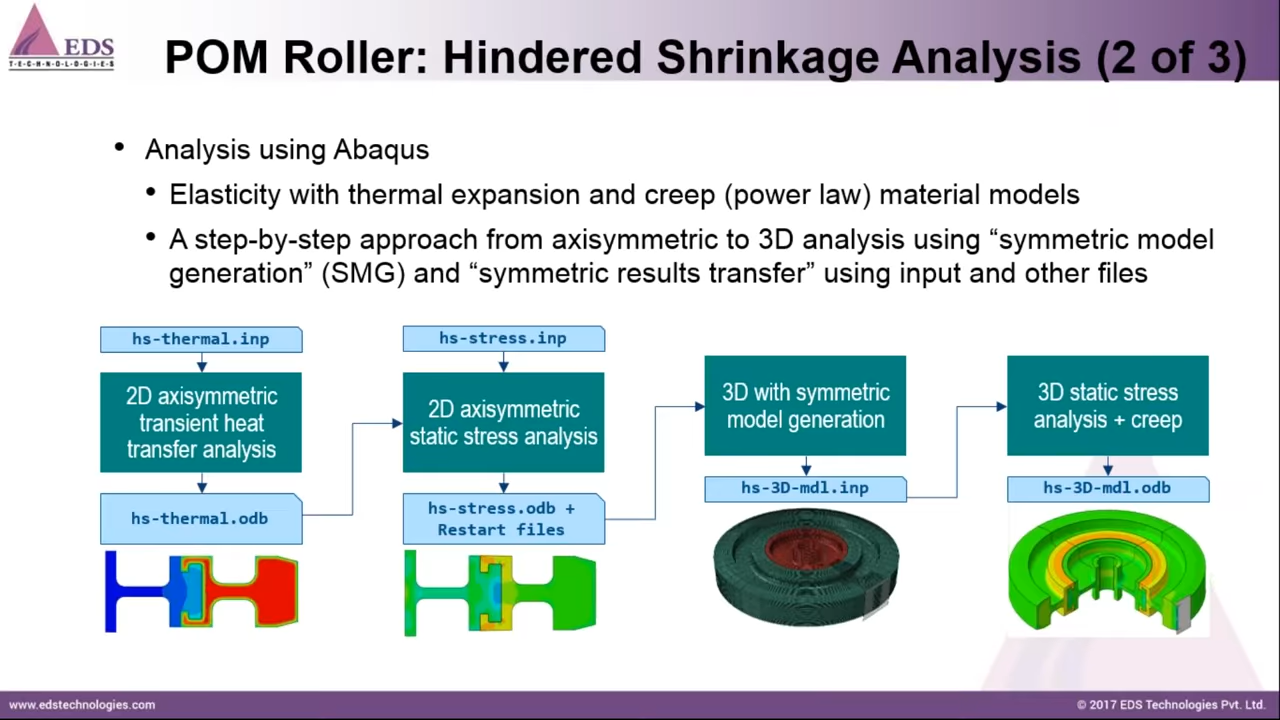 EDS
TECHNOLOGIES
POM Roller: Hindered Shrinkage Analysis (2 of 3)
• Analysis using Abaqus
• Elasticity with thermal expansion and creep (power law) material models
• A step-by-step approach from axisymmetric to 3D analysis using “symmetric model
generation” (SMG) and “symmetric results transfer” using input and other files
hs-thermal.inp
2D axisymmetric
transient heat
transfer analysis
hs-thermal.odb
hs-stress.inp
2D axisymmetric
static stress analysis
hs-stress.odb +
Restart files
3D with symmetric
model generation
hs-3D-mdl.inp
3D static stress
analysis + creep
hs-3D-mdl.odb
www.edstechnologies.com
© 2017 EDS Technologies Pvt. Ltd.